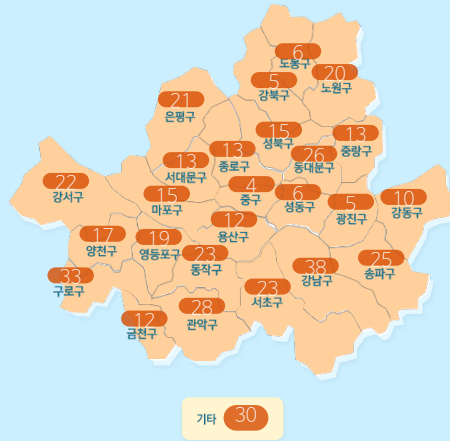 6
도봉구
20
노원구
5
강북구
21
은평구
15
성북구
13
중랑구
13
종로구
26
동대문구
13
서대문구
22
강서구
15
마포구
4
중구
6
성동구
5
광진구
10
강동구
12
용산구
17
양천구
19
영등포구
23
동작구
25
송파구
38
강남구
33
구로구
23
서초구
28
관악구
12
금천구
기타 30